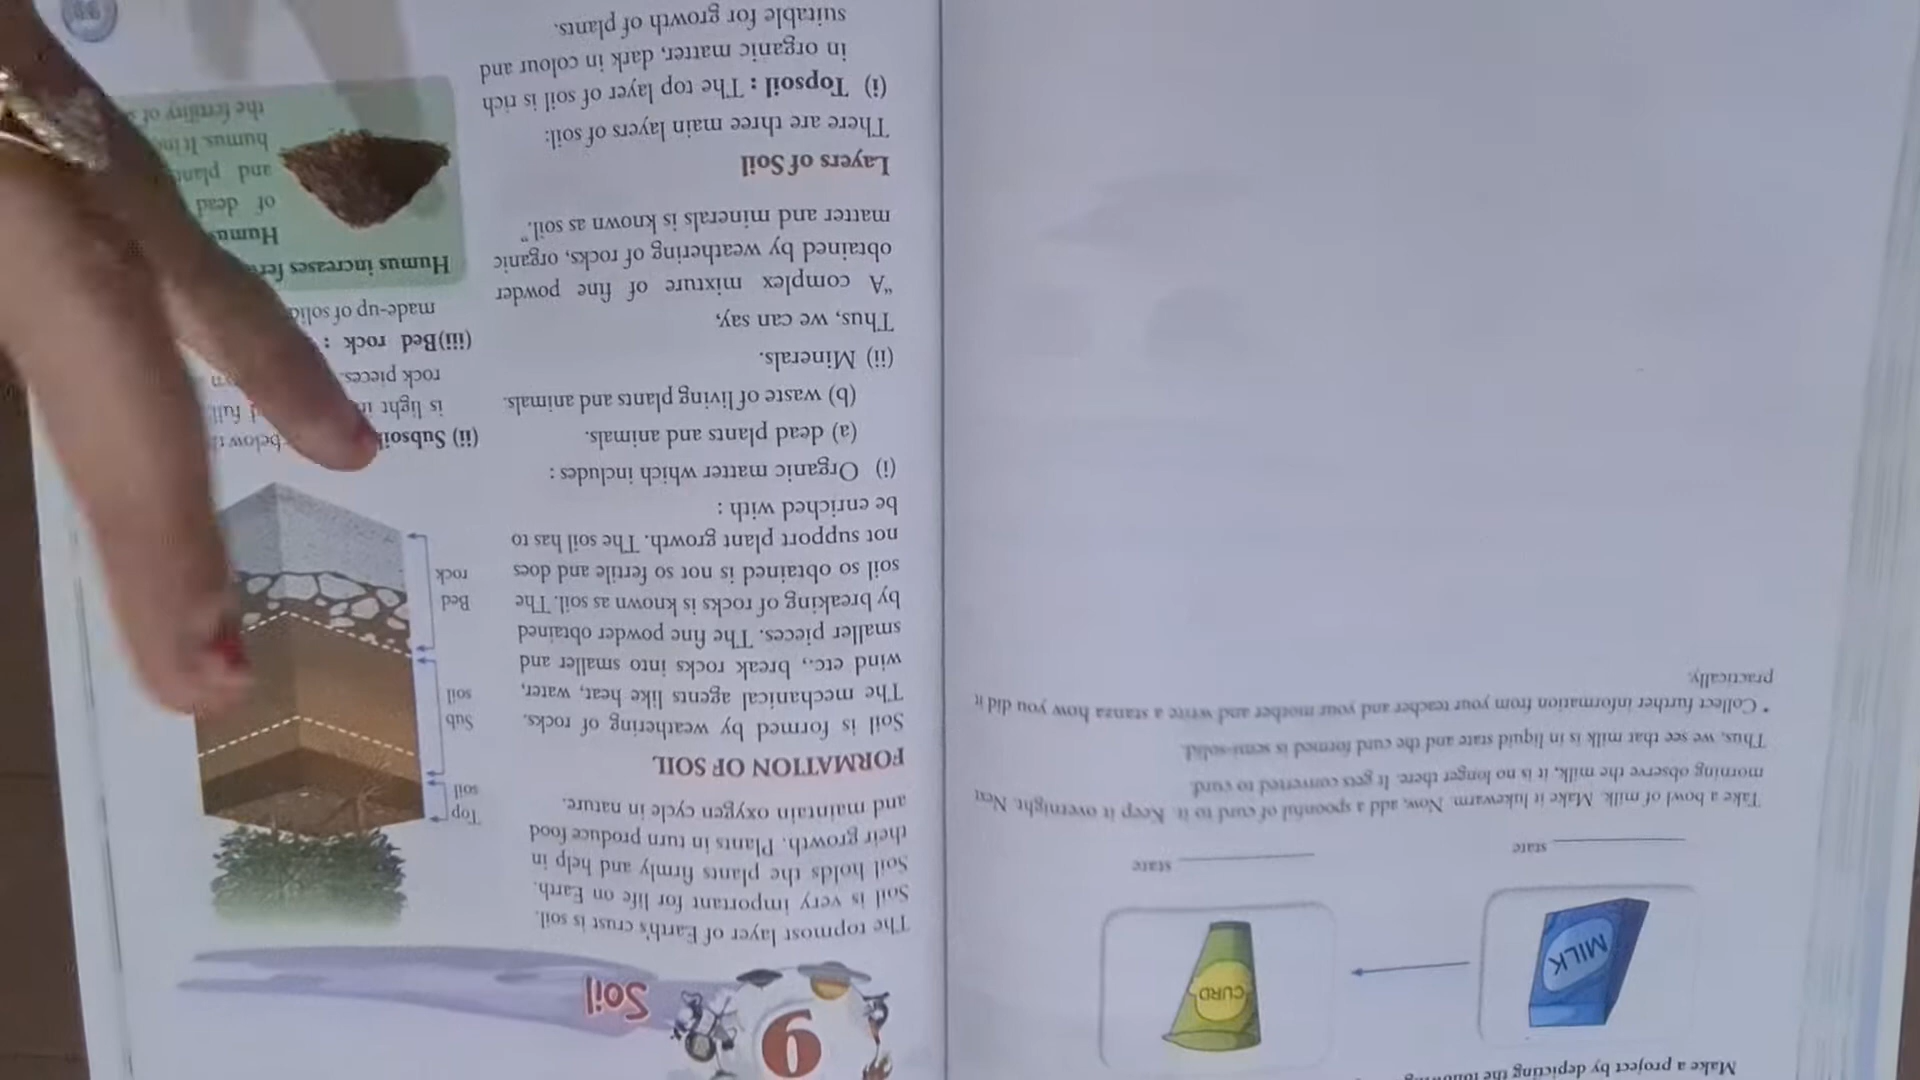 Make a project by depicting the
MILK
CURD
state
state
Take a bowl of milk. Make it lukewarm. Now, add a spoonful of curd to it. Keep it overnight. Next
morning observe the milk, it is no longer there. It gets converted to curd.
Thus, we see that milk is in liquid state and the curd formed is semi-solid.
* Collect further information from your teacher and your mother and write a stanza how you did it
practically.
9
Soil
The topmost layer of Earth's crust is soil.
Soil is very important for life on Earth.
Soil holds the plants firmly and help in
their growth. Plants in turn produce food
and maintain oxygen cycle in nature.
FORMATION OF SOIL
Soil is formed by weathering of rocks.
The mechanical agents like heat, water,
wind etc., break rocks into smaller and
smaller pieces. The fine powder obtained
by breaking of rocks is known as soil. The
soil so obtained is not so fertile and does
not support plant growth. The soil has to
be enriched with :
(i) Organic matter which includes :
(a) dead plants and animals.
(b) waste of living plants and animals.
(ii) Minerals.
Thus, we can say,
“A complex mixture of fine powder
obtained by weathering of rocks, organic
matter and minerals is known as soil.”
Layers of Soil
There are three main layers of soil:
(i) Topsoil : The top layer of soil is rich
in organic matter, dark in colour and
suitable for growth of plants.
Top
soil
Sub
soil
Bed
rock
(ii) Subsoil below
is light
rock pieces.
(iii) Bed rock :
made-up of solid
Humus increases
Humus
of dead
and plant
humus. It
the fertility of